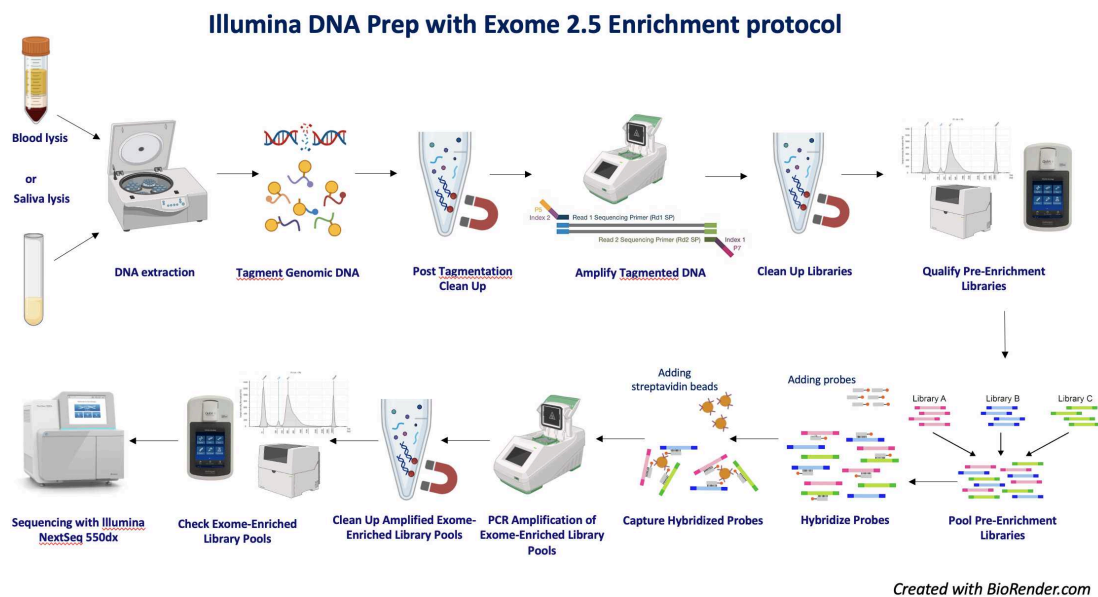 Illumina DNA Prep with Exome 2.5 Enrichment protocol
Blood lysis
or
Saliva lysis
DNA extraction
Tagment Genomic DNA
Post Tagmentation
Clean Up
P5
Index 2
Read 1 Sequencing Primer (Rd1 SP)
Read 2 Sequencing Primer (Rd2 SP)
Index 1
P7
Amplify Tagmented DNA
Clean Up Libraries
Qualify Pre-Enrichment
Libraries
Library A
Library B
Library C
Pool Pre-Enrichment
Libraries
Adding probes
Hybridize Probes
Adding
streptavidin beads
Capture Hybridized Probes
PCR Amplification of
Exome-Enriched Library
Pools
Clean Up Amplified Exome-
Enriched Library Pools
Check Exome-Enriched
Library Pools
Sequencing with Illumina
NextSeq 550dx
Created with BioRender.com